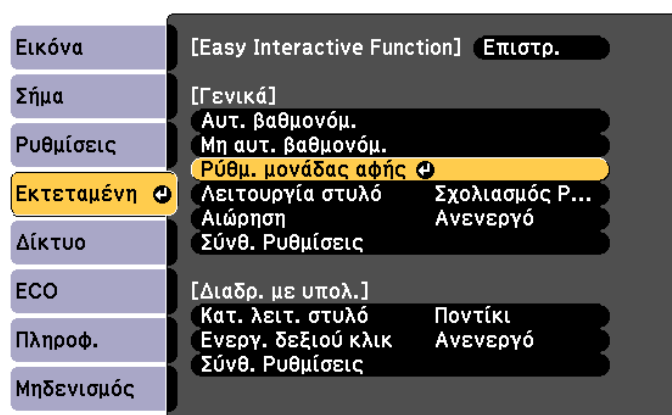 Εικόνα
Σήμα
Ρυθμίσεις
Εκτεταμένη
Δίκτυο
ECO
Πληροφ.
Μηδενισμός
[Easy Interactive Function] Επιστρ.
[Γενικά]
Αυτ. βαθμονόμ.
Μη αυτ. βαθμονόμ.
Ρύθμ. μονάδας αφής
Λειτουργία στυλό Σχολιασμός Ρ...
Αιώρηση Ανενεργό
Σύνθ. Ρυθμίσεις
[Διαδρ. με υπολ.]
Κατ. λειτ. στυλό Ποντίκι
Ενεργ. δεξιού κλικ Ανενεργό
Σύνθ. Ρυθμίσεις